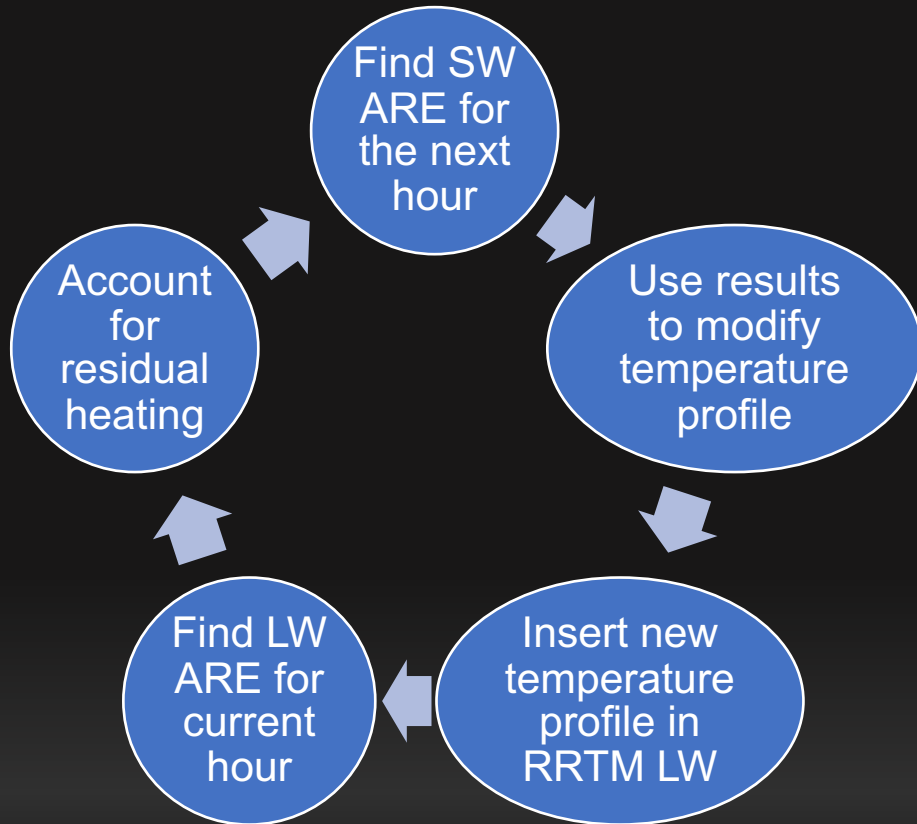 Find SW
ARE for
the next
hour
Use results
to modify
temperature
profile
Insert new
temperature
profile in
RRTM LW
Find LW
ARE for
current
hour
Account
for
residual
heating